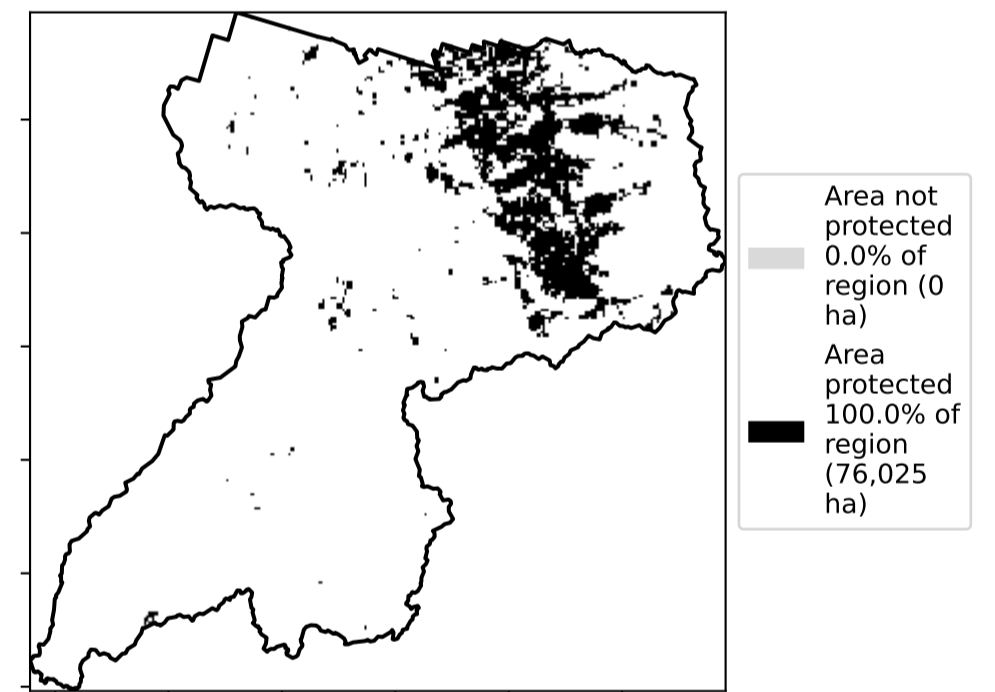 Area not
protected
0.0% of
region (0
ha)
Area
protected
100.0% of
region
(76,025
ha)